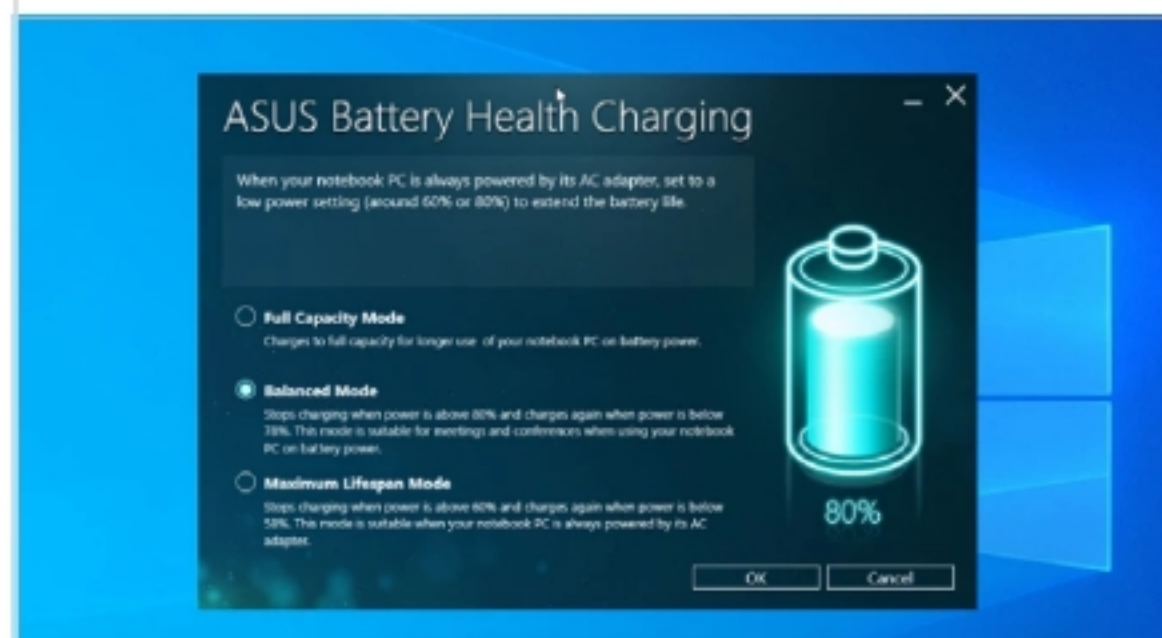 ASUS Battery Health Charging
When your notebook PC is always powered by its AC adapter, set to a
low power setting (around 60% or 80%) to extend the battery life.
Full Capacity Mode
Charges to full capacity for longer use of your notebook PC on battery power.
Balanced Mode
Stops charging when power is above 80% and charges again when power is below
78%. This mode is suitable for meetings and conferences when using your notebook
PC on battery power.
Maximum Lifespan Mode
Stops charging when power is above 60% and charges again when power is below
58%. This mode is suitable when your notebook PC is always powered by its AC
adapter.
80%
OK
Cancel